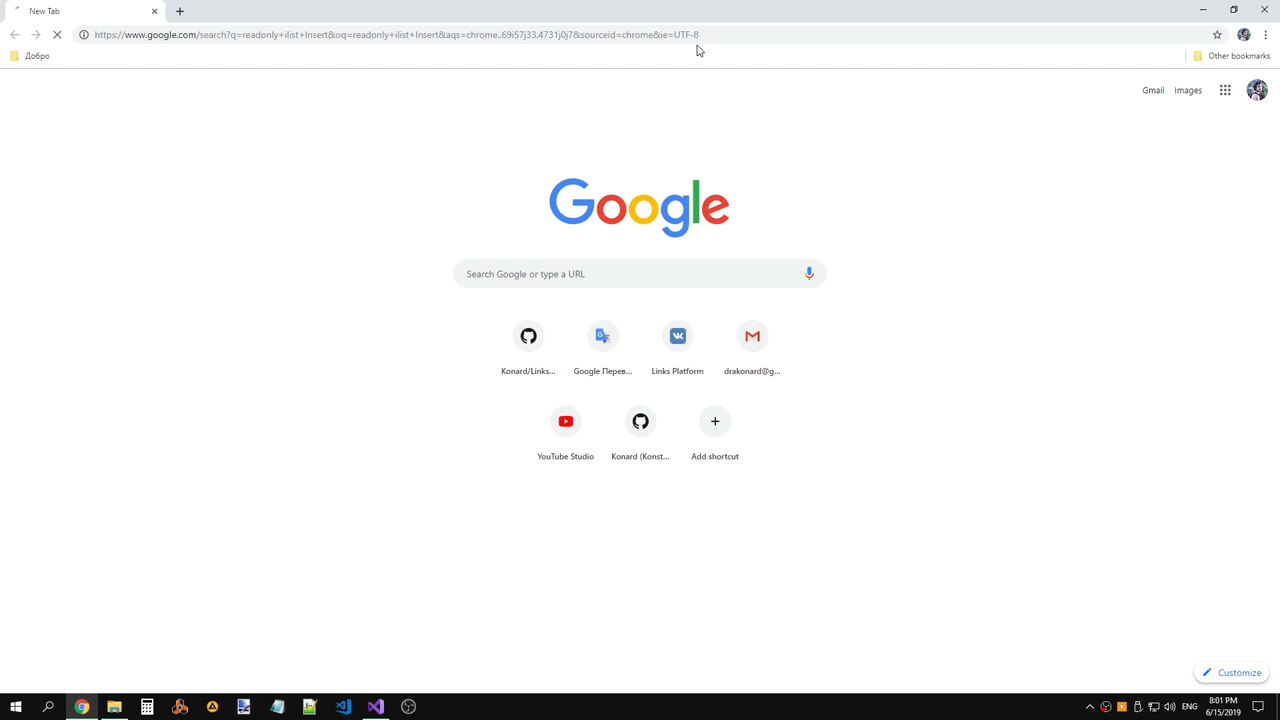 New Tab
https://www.google.com/search?q=readonly+ilist+Insert&oq=readonly+ilist+Insert&aqs=chrome..69i57j33.4731j0j7&sourceid=chrome&ie=UTF-8
Добро
Other bookmarks
Gmail Images
Google
Search Google or type a URL
Konard/Links... Google Перев... Links Platform drakonard@g...
YouTube Studio Konard (Konst... Add shortcut
Customize
ENG
8:01 PM
6/15/2019